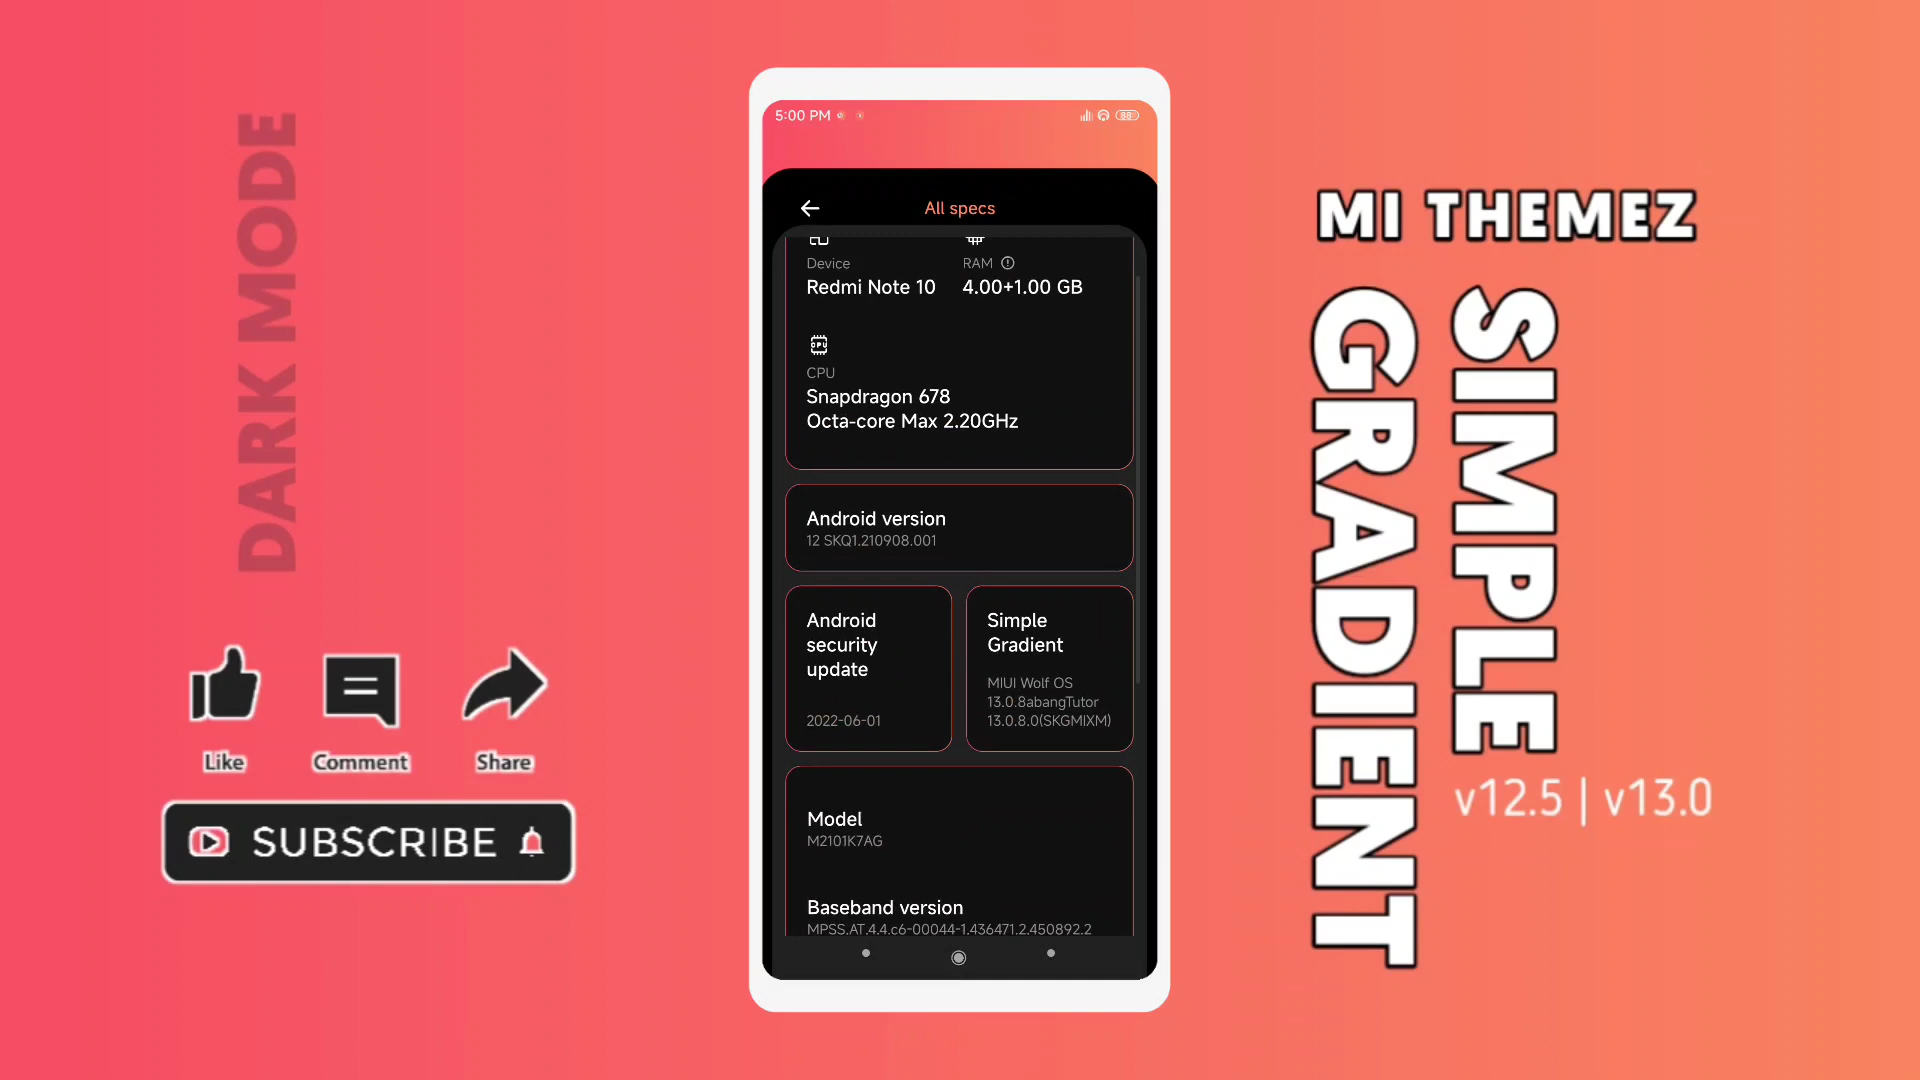 DARK MODE
Like
Comment
Share
SUBSCRIBE
5:00 PM
88
All specs
Device
RAM
Redmi Note 10
4.00+1.00 GB
CPU
CPU
Snapdragon 678
Octa-core Max 2.20GHz
Android version
12 SKQ1.210908.001
Android
security
update
2022-06-01
Simple
Gradient
MIUI Wolf OS
13.0.8abangTutor
13.0.8.0(SKGMIXM)
Model
M2101K7AG
Baseband version
MPSS.AT.4.4.c6-00044-1.436471.2.450892.2
MI THEMEZ
SIMPLE
GRADIENT
v12.5 | v13.0